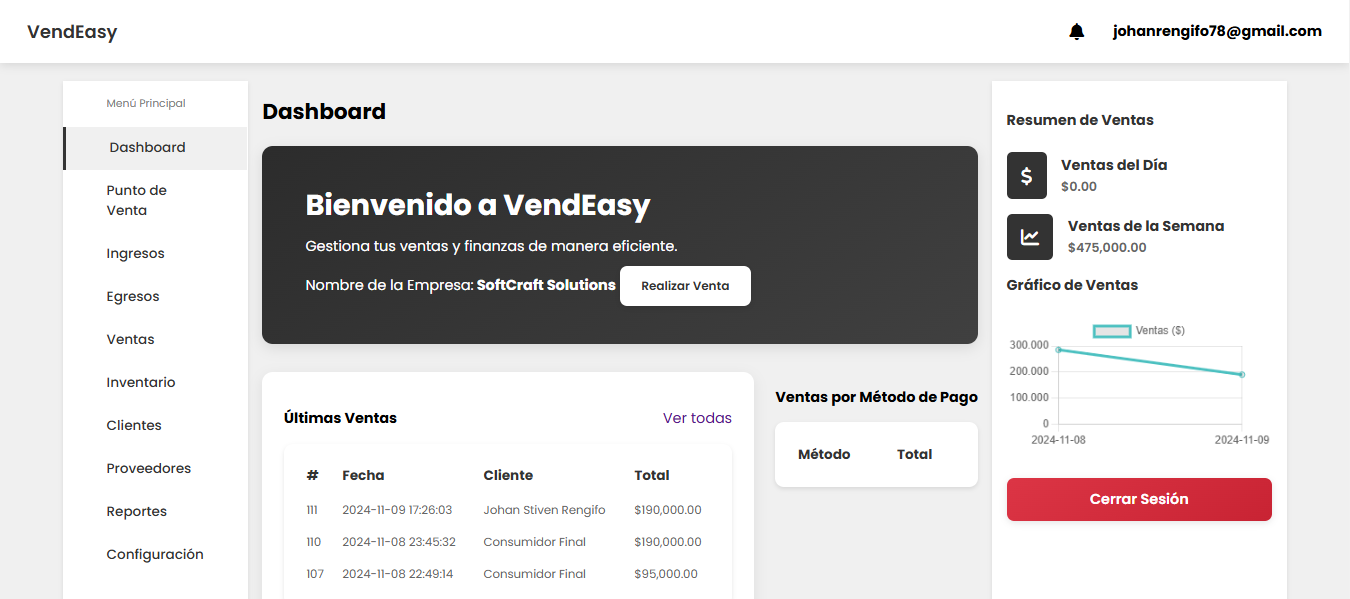 VendEasy
johanrengifo78@gmail.com
Menú Principal
Dashboard
Punto de
Venta
Ingresos
Egresos
Ventas
Inventario
Clientes
Proveedores
Reportes
Configuración
Dashboard
Bienvenido a VendEasy
Gestiona tus ventas y finanzas de manera eficiente.
Nombre de la Empresa: SoftCraft Solutions Realizar Venta
Últimas Ventas Ver todas
# Fecha Cliente Total
111 2024-11-09 17:26:03 Johan Stiven Rengifo $190,000.00
110 2024-11-08 23:45:32 Consumidor Final $190,000.00
107 2024-11-08 22:49:14 Consumidor Final $95,000.00
Ventas por Método de Pago
Método Total
Resumen de Ventas
$
Ventas del Día
$0.00
Ventas de la Semana
$475,000.00
Gráfico de Ventas
Ventas ($)
300.000
200.000
100.000
0
2024-11-08 2024-11-09
Cerrar Sesión